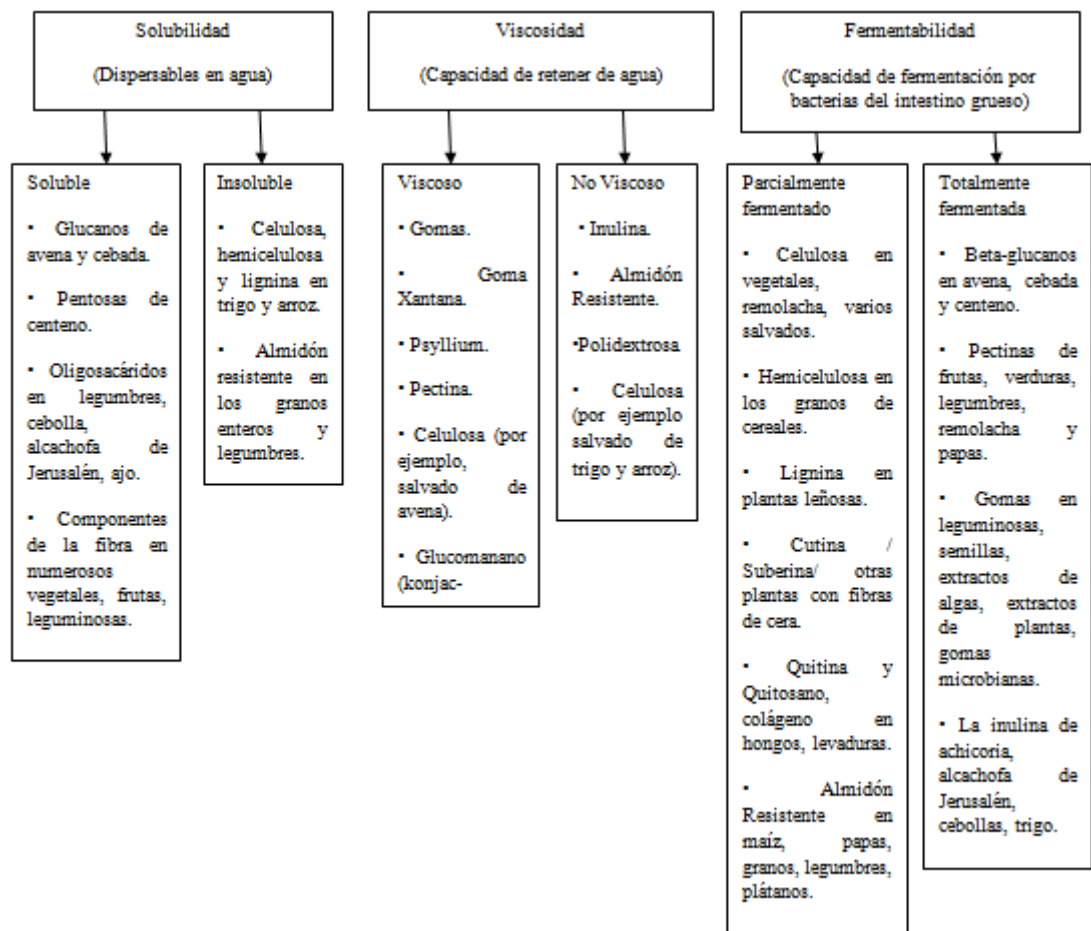 Solubilidad
(Dispersables en agua)
Viscosidad
(Capacidad de retener de agua)
Fermentabilidad
(Capacidad de fermentación por
bacterias del intestino grueso)
Soluble
▪ Glucanos de
avena y cebada.
▪ Pentosas de
centeno.
▪ Oligosacáridos
en legumbres,
cebolla,
alcachofa de
Jerusalén, ajo.
▪ Componentes
de la fibra en
numerosos
vegetales, frutas,
leguminosas.
Insoluble
▪ Celulosa,
hemicelulosa
y lignina en
trigo y arroz.
▪ Almidón
resistente en
los granos
enteros y
legumbres.
Viscoso
▪ Gomas.
▪ Goma
Xantana.
▪ Psyllium.
▪ Pectina.
▪ Celulosa (por
ejemplo,
salvado de
avena).
▪ Glucomanano
(konjac-
No Viscoso
▪ Inulina.
▪ Almidón
Resistente.
▪Polidextrosa
▪ Celulosa
(por ejemplo
salvado de
trigo y arroz).
Parcialmente
fermentado
▪ Celulosa en
vegetales,
remolacha, varios
salvados.
▪ Hemicelulosa en
los granos de
cereales.
▪ Lignina en
plantas leñosas.
▪ Cutina /
Suberina/ otras
plantas con fibras
de cera.
▪ Quitina y
Quitosano,
colágeno en
hongos, levaduras.
▪ Almidón
Resistente en
maíz, papas,
granos, legumbres,
plátanos.
Totalmente
fermentada
▪ Beta-glucanos
en avena, cebada
y centeno.
▪ Pectinas de
frutas, verduras,
legumbres,
remolacha y
papas.
▪ Gomas en
leguminosas,
semillas,
extractos de
algas, extractos
de plantas,
gomas
microbianas.
▪ La inulina de
achicoria,
alcachofa de
Jerusalén,
cebollas, trigo.